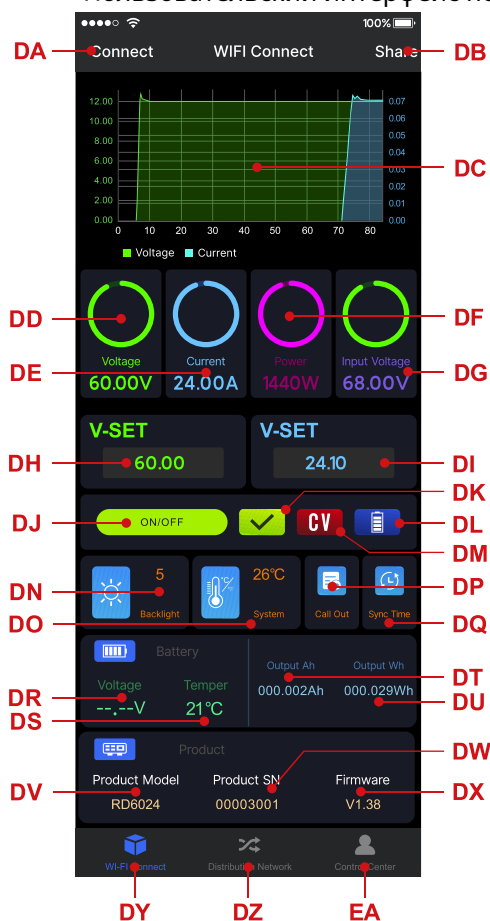 Пользовательский интерфейс по
100%
DA Connect WIFI Connect Share DB
12.00 0.07
10.00 0.06
0.05
8.00
0.04 DC
6.00
0.03
4.00
0.02
2.00 0.01
0.00 0.00
0 10 20 30 40 50 60 70 80
Voltage Current
DD DF
Voltage Current Power Input Voltage
DE 60.00V 24.00A 1440W 68.00V DG
V-SET V-SET
DH 60.00 24.10 DI
DK
DJ ON/OFF CV DL
DM
5 26°C
DN DP
°C/°F
Backlight System Call Out Sync Time
DO DQ
Battery
Output Ah Output Wh DT
DR Voltage Temper 000.002Ah 000.029Wh
DU
DS --.--V 21°C
Product DW
Product Model Product SN Firmware
DV DX
RD6024 00003001 V1.38
WI-FI Connect Distribution Network Control Center
DY DZ EA